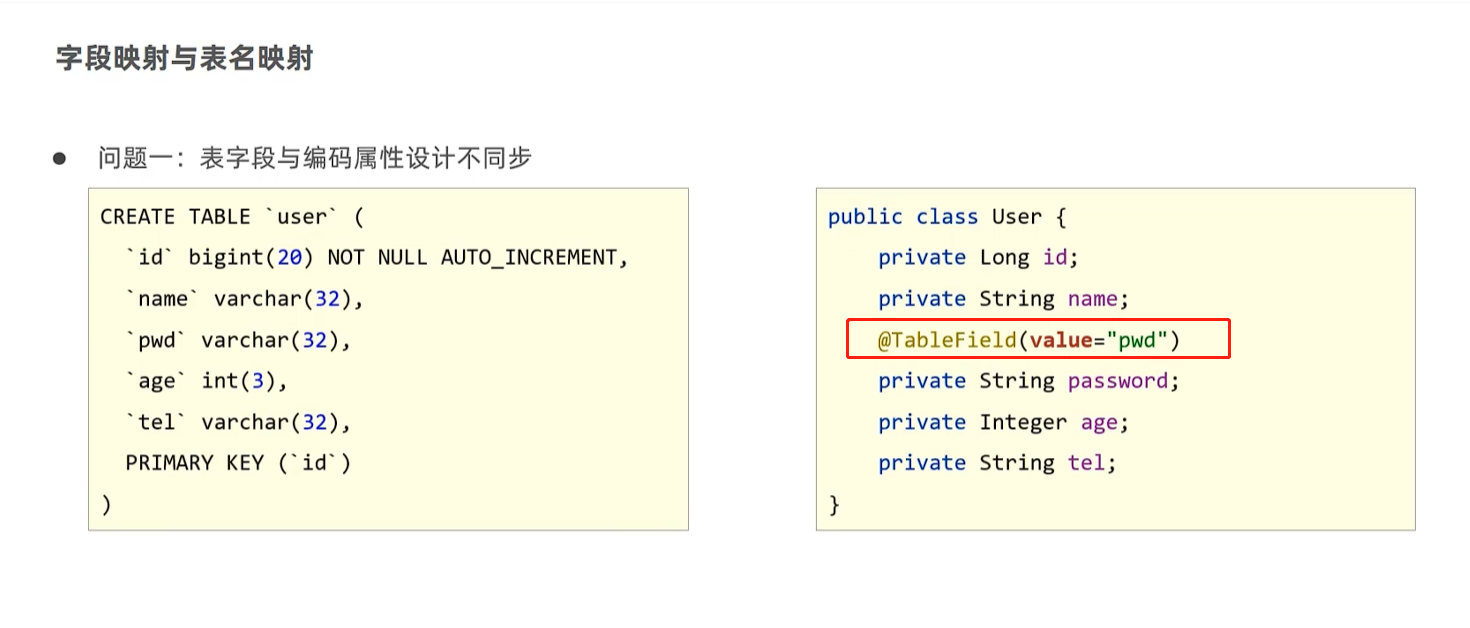 字段映射与表名映射
● 问题一：表字段与编码属性设计不同步
CREATE TABLE `user` (
`id` bigint(20) NOT NULL AUTO_INCREMENT,
`name` varchar(32),
`pwd` varchar(32),
`age` int(3),
`tel` varchar(32),
PRIMARY KEY (`id`)
)
public class User {
private Long id;
private String name;
@TableField(value="pwd")
private String password;
private Integer age;
private String tel;
}